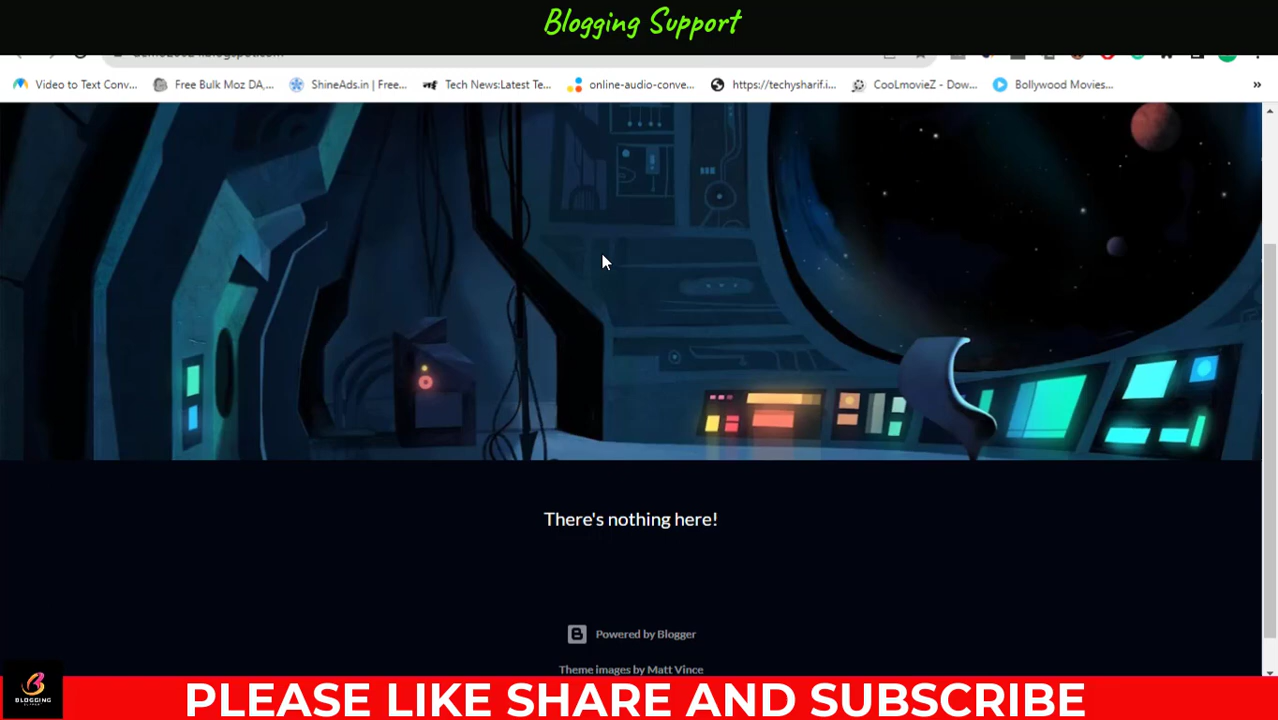 Blogging Support
Video to Text Conv...
Free Bulk Moz DA,...
ShineAds.in | Free...
Tech News:Latest Te...
online-audio-conve...
https://techysharif.i...
CooLmovieZ - Dow...
Bollywood Movies...
»
There's nothing here!
Powered by Blogger
Theme images by Matt Vince
BLOGGING
PLEASE LIKE SHARE AND SUBSCRIBE